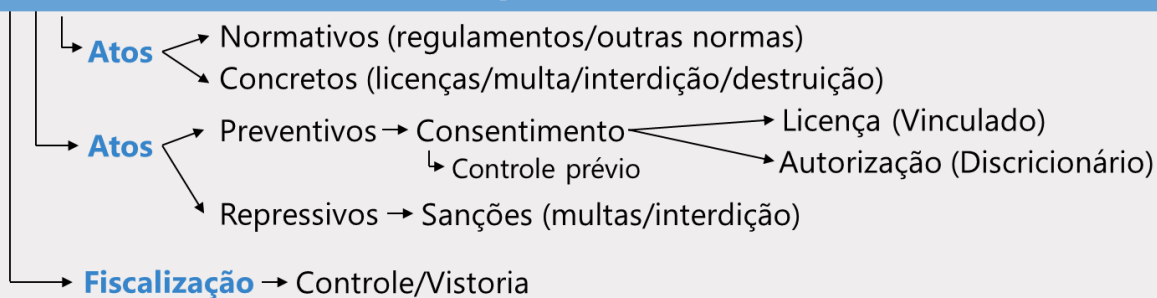 Normativos (regulamentos/outras normas)
Atos
Concretos (licenças/multa/interdição/destruição)
Preventivos Consentimento Licença (Vinculado)
Atos
Controle prévio Autorização (Discricionário)
Repressivos Sanções (multas/interdição)
Fiscalização Controle/Vistoria